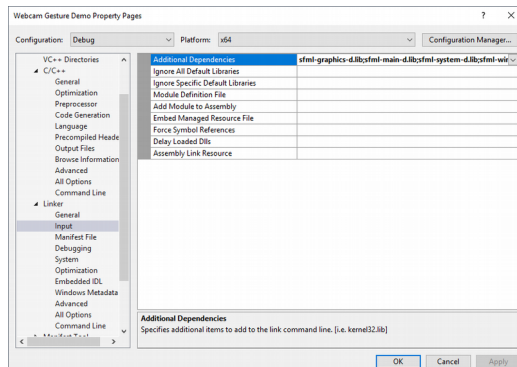 Webcam Gesture Demo Property Pages
? X
Configuration: Debug Platform: x64 Configuration Manager...
VC++ Directories
C/C++
General
Optimization
Preprocessor
Code Generation
Language
Precompiled Heade
Output Files
Browse Information
Advanced
All Options
Command Line
Linker
General
Input
Manifest File
Debugging
System
Optimization
Embedded IDL
Windows Metadata
Advanced
All Options
Command Line
Additional Dependencies sfml-graphics-d.lib;sfml-main-d.lib;sfml-system-d.lib;sfml-wir
Ignore All Default Libraries
Ignore Specific Default Libraries
Module Definition File
Add Module to Assembly
Embed Managed Resource File
Force Symbol References
Delay Loaded Dlls
Assembly Link Resource
Additional Dependencies
Specifies additional items to add to the link command line. [i.e. kernel32.lib]
OK Cancel Apply